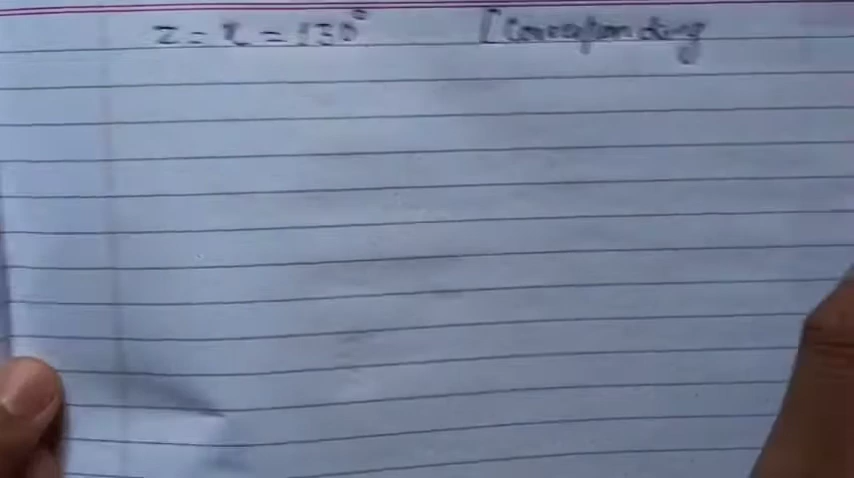 z = x = 130° [Corresponding